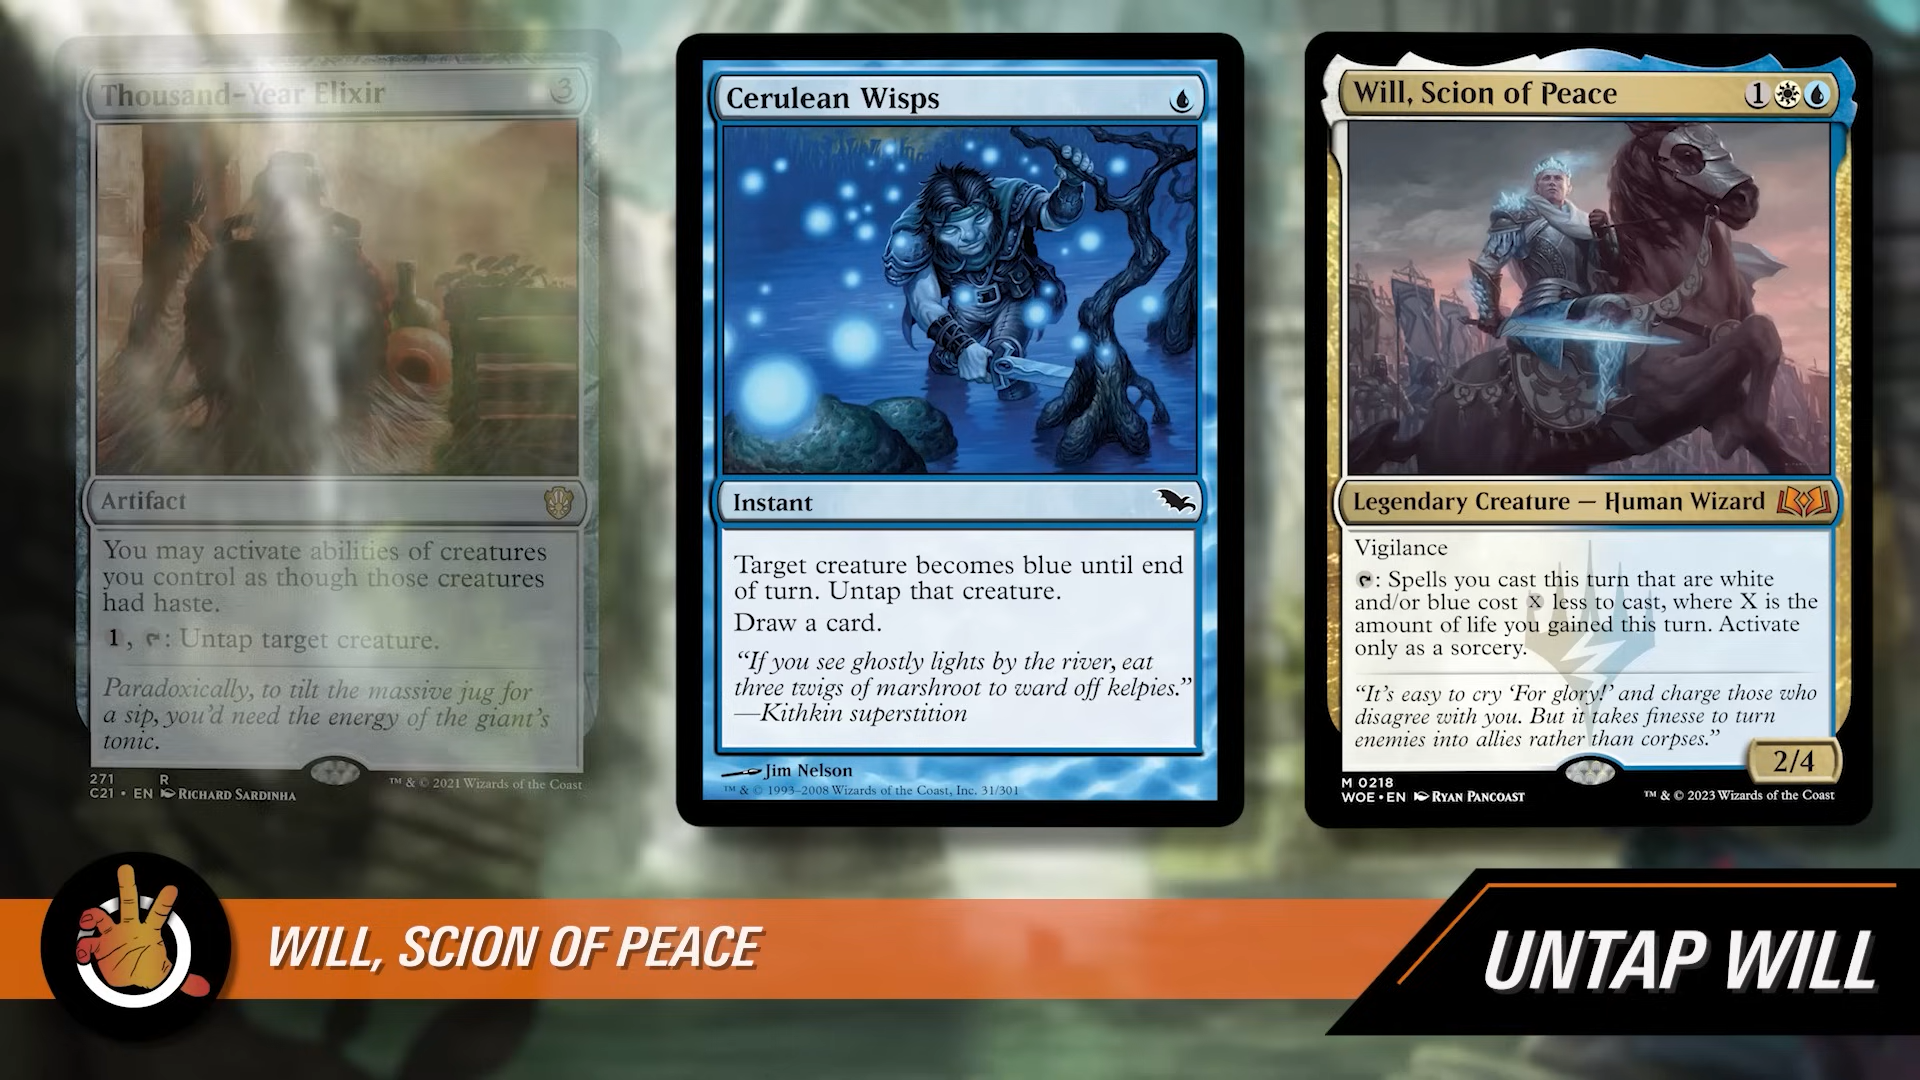 Thousand-Year Elixir 3
Artifact
You may activate abilities of creatures
you control as though those creatures
had haste.
1, : Untap target creature.
Paradoxically, to tilt the massive jug for
a sip, you'd need the energy of the giant's
tonic.
271 R
C21 • EN Richard Sardinha
™ & © 2021 Wizards of the Coast
Cerulean Wisps
Instant
Target creature becomes blue until end
of turn. Untap that creature.
Draw a card.
“If you see ghostly lights by the river, eat
three twigs of marshroot to ward off kelpies.”
—Kithkin superstition
Jim Nelson
™ & © 1993–2008 Wizards of the Coast, Inc. 31/301
Will, Scion of Peace 1
Legendary Creature — Human Wizard
Vigilance
: Spells you cast this turn that are white
and/or blue cost X less to cast, where X is the
amount of life you gained this turn. Activate
only as a sorcery.
“It's easy to cry ‘For glory!’ and charge those who
disagree with you. But it takes finesse to turn
enemies into allies rather than corpses.”
2/4
M 0218
WOE • EN Ryan Pancoast
™ & © 2023 Wizards of the Coast
WILL, SCION OF PEACE
UNTAP WILL